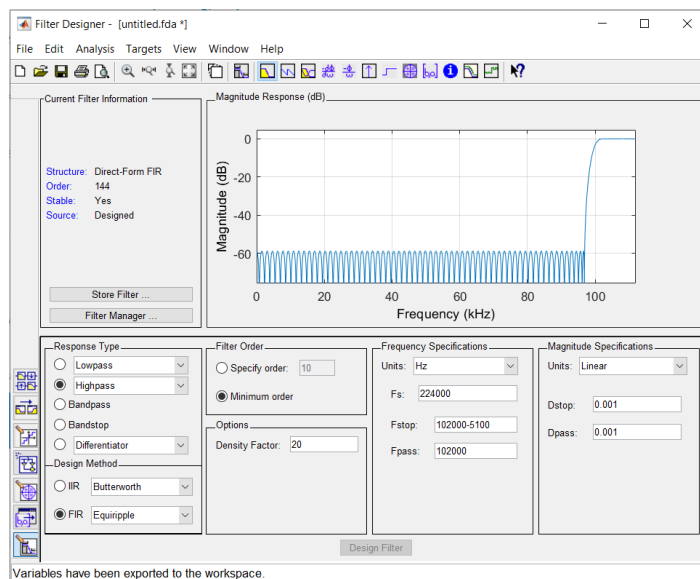 Filter Designer - [untitled.fda *]
File Edit Analysis Targets View Window Help
Current Filter Information
Structure: Direct-Form FIR
Order: 144
Stable: Yes
Source: Designed
Store Filter ...
Filter Manager ...
Magnitude Response (dB)
Magnitude (dB)
0
-20
-40
-60
0 20 40 60 80 100
Frequency (kHz)
Response Type
Lowpass
Highpass
Bandpass
Bandstop
Differentiator
Design Method
IIR Butterworth
FIR Equiripple
Filter Order
Specify order: 10
Minimum order
Options
Density Factor: 20
Frequency Specifications
Units: Hz
Fs: 224000
Fstop: 102000-5100
Fpass: 102000
Magnitude Specifications
Units: Linear
Dstop: 0.001
Dpass: 0.001
Design Filter
Variables have been exported to the workspace.